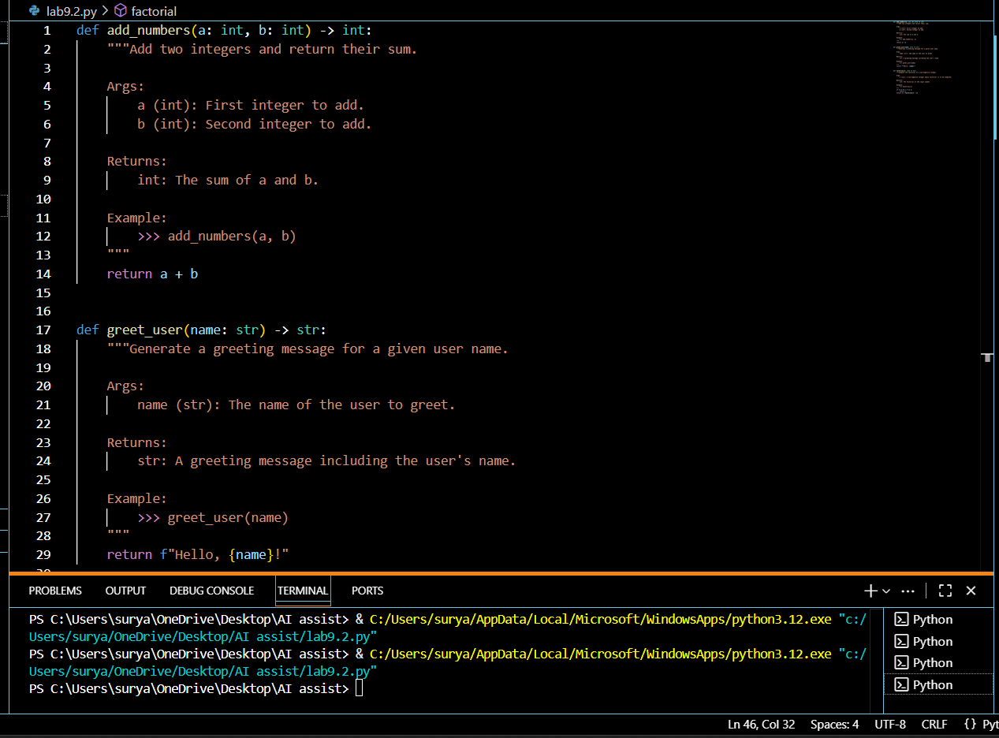 lab9.2.py > factorial
1 def add_numbers(a: int, b: int) -> int:
2 """Add two integers and return their sum.
3
4 Args:
5 a (int): First integer to add.
6 b (int): Second integer to add.
7
8 Returns:
9 int: The sum of a and b.
10
11 Example:
12 >>> add_numbers(a, b)
13 """
14 return a + b
15
16
17 def greet_user(name: str) -> str:
18 """Generate a greeting message for a given user name.
19
20 Args:
21 name (str): The name of the user to greet.
22
23 Returns:
24 str: A greeting message including the user's name.
25
26 Example:
27 >>> greet_user(name)
28 """
29 return f"Hello, {name}!"
PROBLEMS OUTPUT DEBUG CONSOLE TERMINAL PORTS
PS C:\Users\surya\OneDrive\Desktop\AI assist> & C:/Users/surya/AppData/Local/Microsoft/WindowsApps/python3.12.exe "c:/
Users/surya/OneDrive/Desktop/AI assist/lab9.2.py"
PS C:\Users\surya\OneDrive\Desktop\AI assist> & C:/Users/surya/AppData/Local/Microsoft/WindowsApps/python3.12.exe "c:/
Users/surya/OneDrive/Desktop/AI assist/lab9.2.py"
PS C:\Users\surya\OneDrive\Desktop\AI assist>
Python
Python
Python
Python
Ln 46, Col 32 Spaces: 4 UTF-8 CRLF {} Pyt